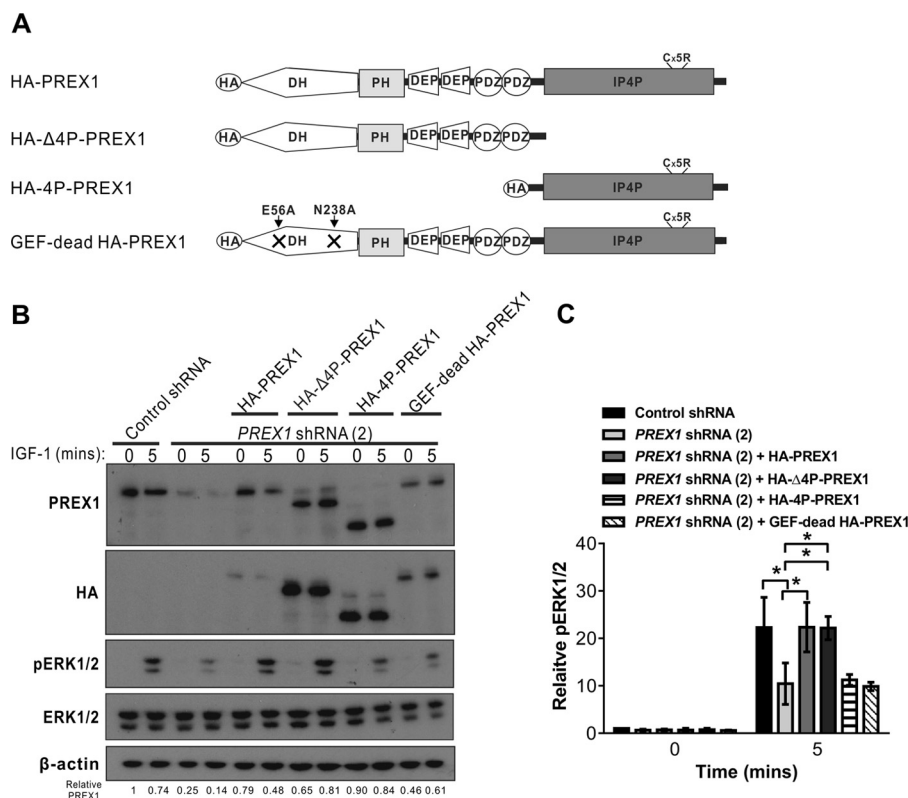 A
HA-PREX1
HA DH PH DEP DEP PDZ PDZ IP4P Cx5R
HA-Δ4P-PREX1
HA DH PH DEP DEP PDZ PDZ
HA-4P-PREX1
HA IP4P Cx5R
E56A N238A
GEF-dead HA-PREX1
HA DH PH DEP DEP PDZ PDZ IP4P Cx5R
B
Control shRNA
HA-PREX1
HA-Δ4P-PREX1
HA-4P-PREX1
GEF-dead HA-PREX1
PREX1 shRNA (2)
IGF-1 (mins): 0 5 0 5 0 5 0 5 0 5 0 5
PREX1
HA
pERK1/2
ERK1/2
β-actin
Relative PREX1 1 0.74 0.25 0.14 0.79 0.48 0.65 0.81 0.90 0.84 0.46 0.61
C
Control shRNA
PREX1 shRNA (2)
PREX1 shRNA (2) + HA-PREX1
PREX1 shRNA (2) + HA-Δ4P-PREX1
PREX1 shRNA (2) + HA-4P-PREX1
PREX1 shRNA (2) + GEF-dead HA-PREX1
Relaitve pERK1/2
40
30
20
10
0
* * * *
0 5
Time (mins)